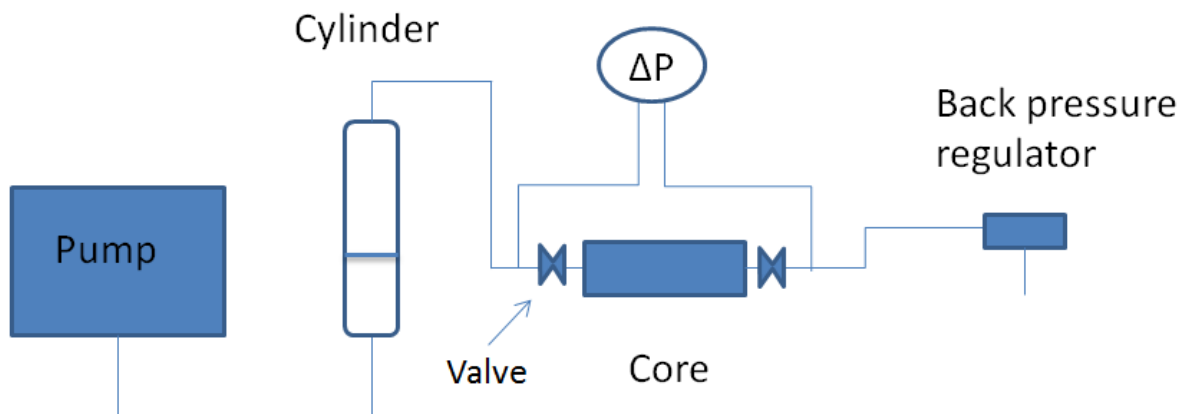 Cylinder
ΔP
Back pressure
regulator
Pump
Valve
Core